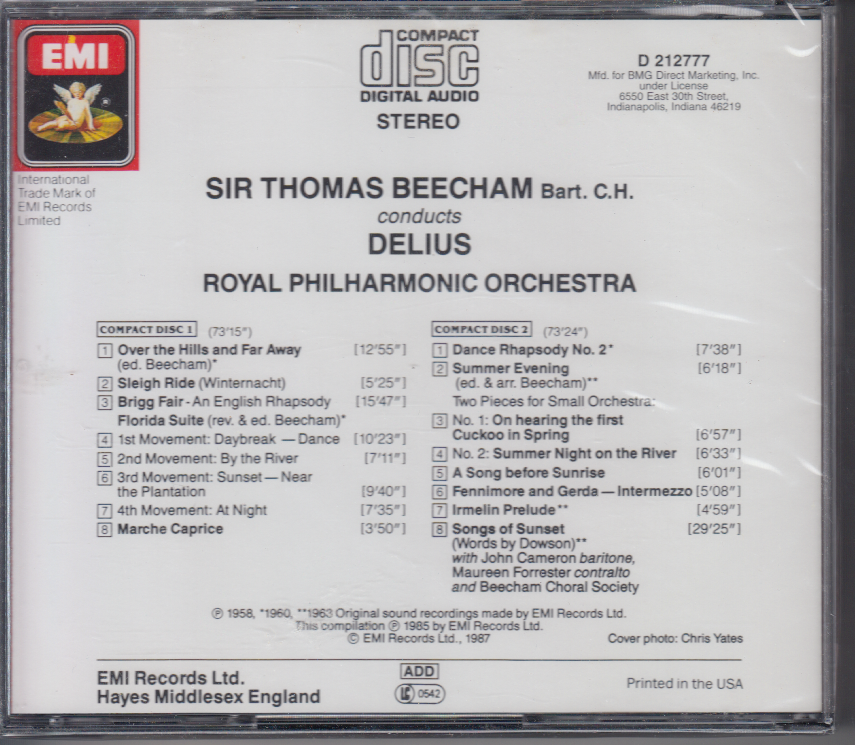 EMI
COMPACT
disc
DIGITAL AUDIO
STEREO
D 212777
Mfd. for BMG Direct Marketing, Inc.
under License
6550 East 30th Street,
Indianapolis, Indiana 46219
International
Trade Mark of
EMI Records
Limited
SIR THOMAS BEECHAM Bart. C.H.
conducts
DELIUS
ROYAL PHILHARMONIC ORCHESTRA
COMPACT DISC 1 (73'15")
1 Over the Hills and Far Away [12'55"]
(ed. Beecham)*
2 Sleigh Ride (Winternacht) [5'25"]
3 Brigg Fair - An English Rhapsody [15'47"]
Florida Suite (rev. & ed. Beecham)*
4 1st Movement: Daybreak — Dance [10'23"]
5 2nd Movement: By the River [7'11"]
6 3rd Movement: Sunset — Near
the Plantation [9'40"]
7 4th Movement: At Night [7'35"]
8 Marche Caprice [3'50"]
COMPACT DISC 2 (73'24")
1 Dance Rhapsody No. 2* [7'38"]
2 Summer Evening [6'18"]
(ed. & arr. Beecham)**
Two Pieces for Small Orchestra:
3 No. 1: On hearing the first
Cuckoo in Spring [6'57"]
4 No. 2: Summer Night on the River [6'33"]
5 A Song before Sunrise [6'01"]
6 Fennimore and Gerda — Intermezzo [5'08"]
7 Irmelin Prelude** [4'59"]
8 Songs of Sunset [29'25"]
(Words by Dowson)**
with John Cameron baritone,
Maureen Forrester contralto
and Beecham Choral Society
℗ 1958, *1960, **1963 Original sound recordings made by EMI Records Ltd.
This compilation ℗ 1985 by EMI Records Ltd.
© EMI Records Ltd., 1987
Cover photo: Chris Yates
EMI Records Ltd.
Hayes Middlesex England
ADD
LC 0542
Printed in the USA